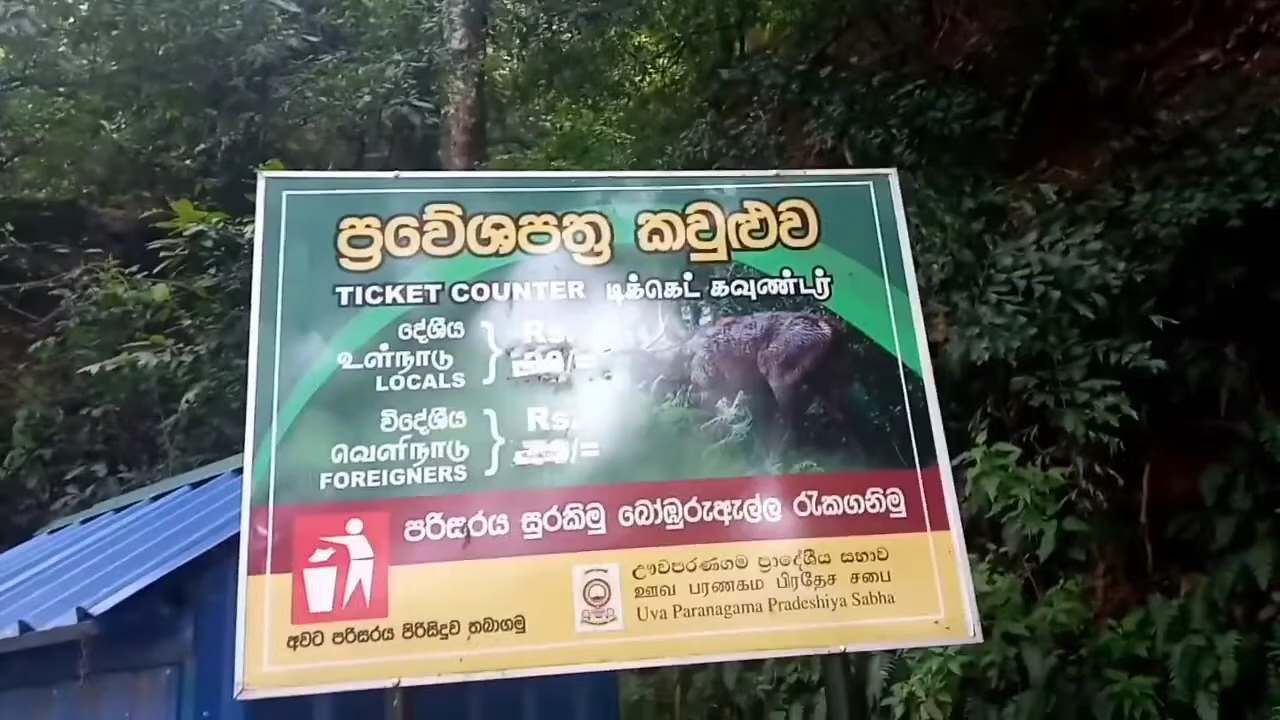 ප්‍රවේශපත්‍ර කවුළුව
TICKET COUNTER டிக்கெட் கவுண்டர்
දේශීය
உள்நாடு
LOCALS
Rs.
/=
විදේශීය
வெளிநாடு
FOREIGNERS
Rs.
/=
පරිසරය සුරකිමු බෝඹුරුඇල්ල රැකගනිමු
අවට පරිසරය පිරිසිදුව තබාගමු
ඌවපරණගම ප්‍රාදේශීය සභාව
ஊவ பரணகம பிரதேச சபை
Uva Paranagama Pradeshiya Sabha